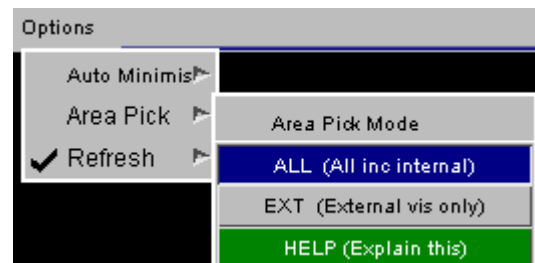 Options
Auto Minimis
Area Pick
Refresh
Area Pick Mode
ALL (All inc internal)
EXT (External vis only)
HELP (Explain this)